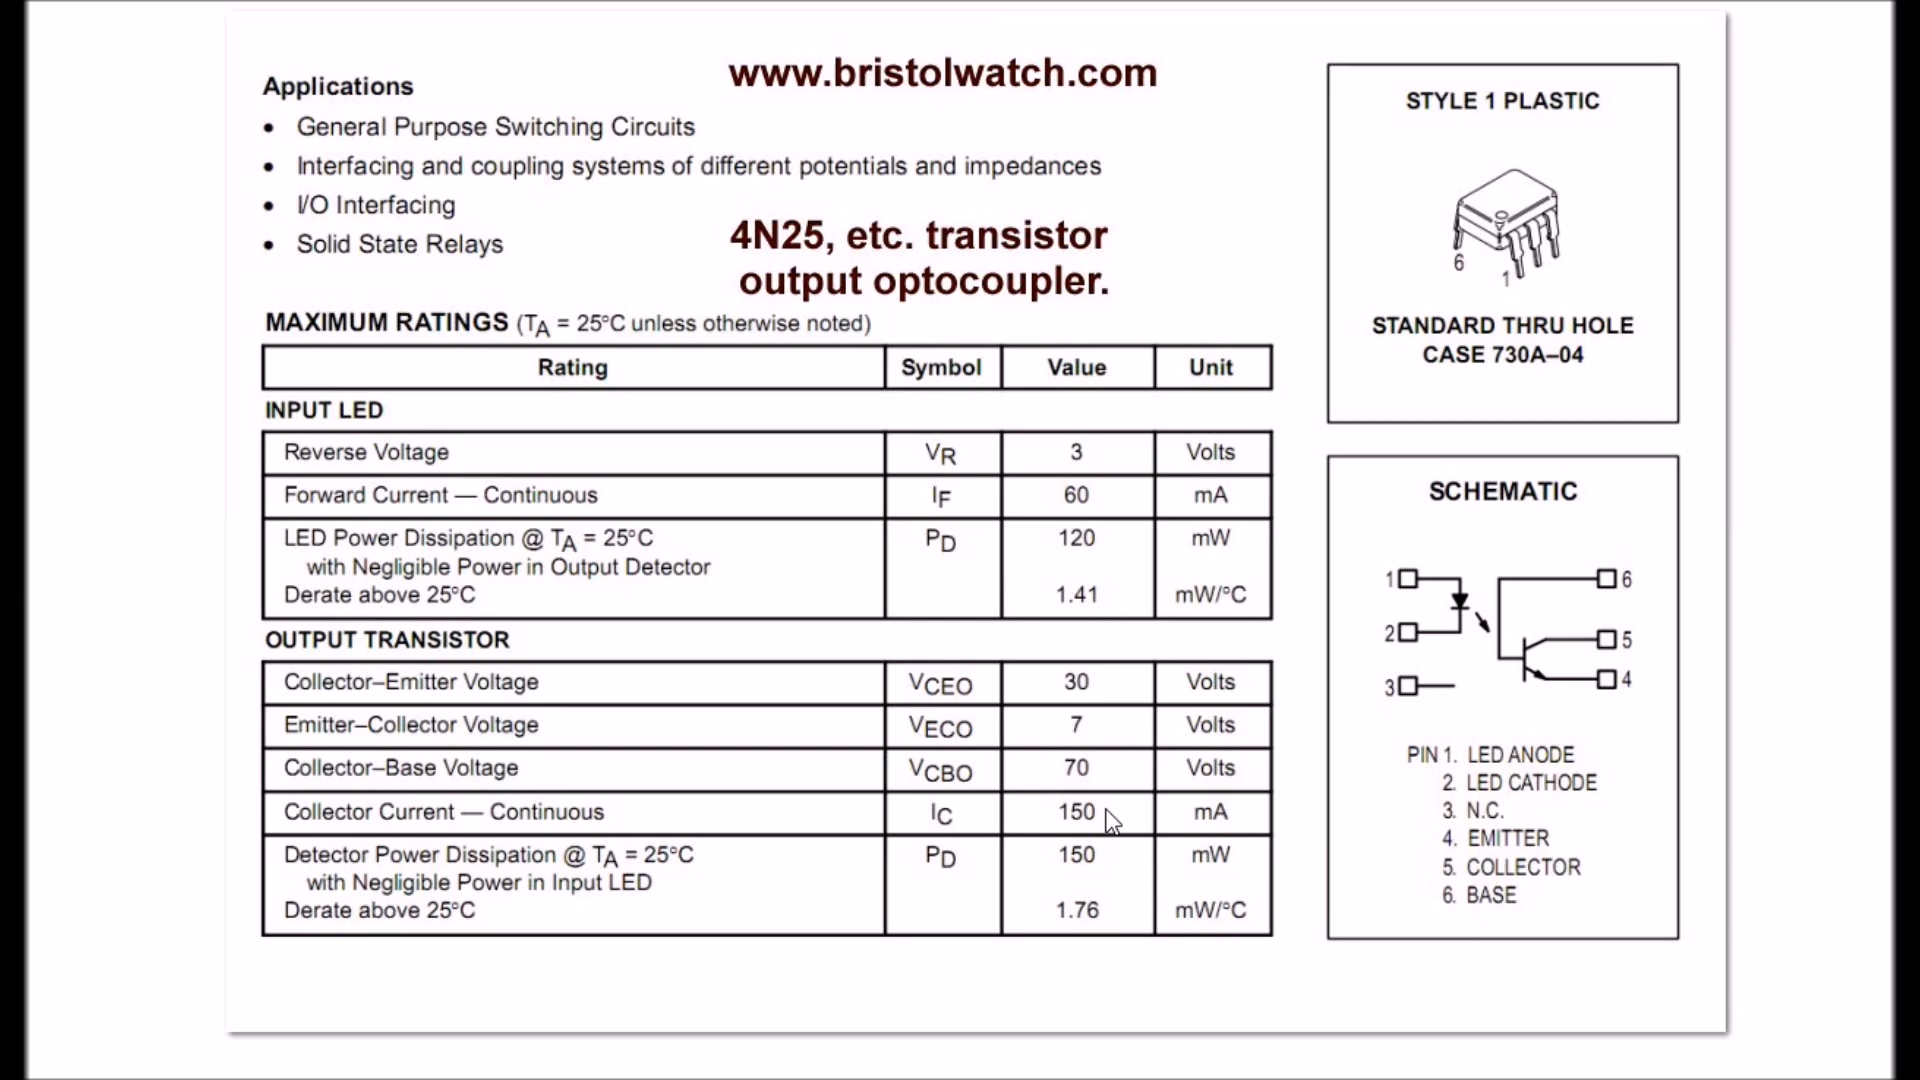 www.bristolwatch.com
Applications
• General Purpose Switching Circuits
• Interfacing and coupling systems of different potentials and impedances
• I/O Interfacing
• Solid State Relays
4N25, etc. transistor
output optocoupler.
MAXIMUM RATINGS (TA = 25°C unless otherwise noted)
Rating Symbol Value Unit
INPUT LED
Reverse Voltage VR 3 Volts
Forward Current — Continuous IF 60 mA
LED Power Dissipation @ TA = 25°C PD 120 mW
with Negligible Power in Output Detector
Derate above 25°C 1.41 mW/°C
OUTPUT TRANSISTOR
Collector–Emitter Voltage VCEO 30 Volts
Emitter–Collector Voltage VECO 7 Volts
Collector–Base Voltage VCBO 70 Volts
Collector Current — Continuous IC 150 mA
Detector Power Dissipation @ TA = 25°C PD 150 mW
with Negligible Power in Input LED
Derate above 25°C 1.76 mW/°C
STYLE 1 PLASTIC
6
1
STANDARD THRU HOLE
CASE 730A–04
SCHEMATIC
1 6
2 5
3 4
PIN 1. LED ANODE
2. LED CATHODE
3. N.C.
4. EMITTER
5. COLLECTOR
6. BASE